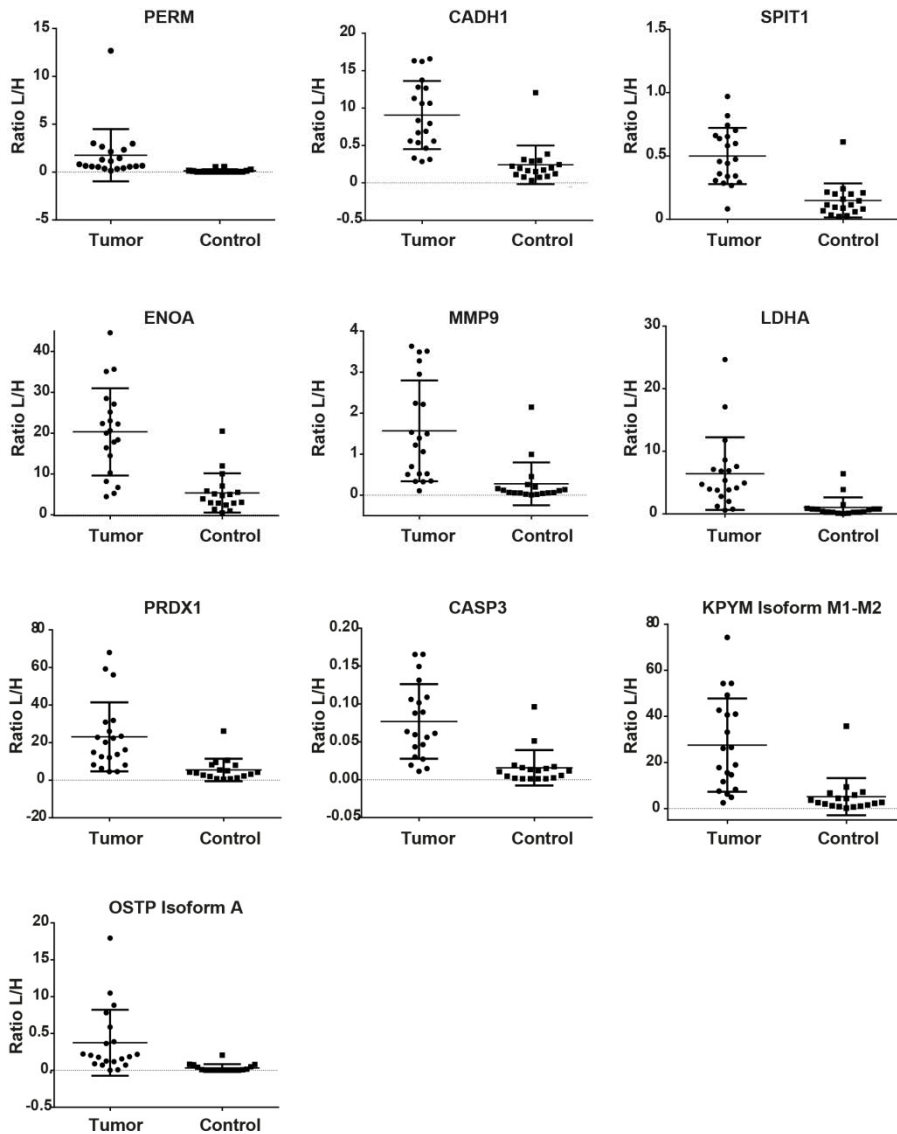 PERM
Ratio L/H
15
10
5
0
-5
Tumor
Control
CADH1
Ratio L/H
20
15
10
0.5
0
-0.5
Tumor
Control
SPIT1
Ratio L/H
1.5
1.0
0.5
0
Tumor
Control
ENOA
Ratio L/H
40
30
20
10
0
Tumor
Control
MMP9
Ratio L/H
4
3
2
1
0
Tumor
Control
LDHA
Ratio L/H
30
20
10
0
Tumor
Control
PRDX1
Ratio L/H
80
60
40
20
0
-20
Tumor
Control
CASP3
Ratio L/H
0.20
0.15
0.10
0.05
0.00
-0.05
Tumor
Control
KPYM Isoform M1-M2
Ratio L/H
80
60
40
20
0
Tumor
Control
OSTP Isoform A
Ratio L/H
20
15
10
0.5
0
-0.5
Tumor
Control